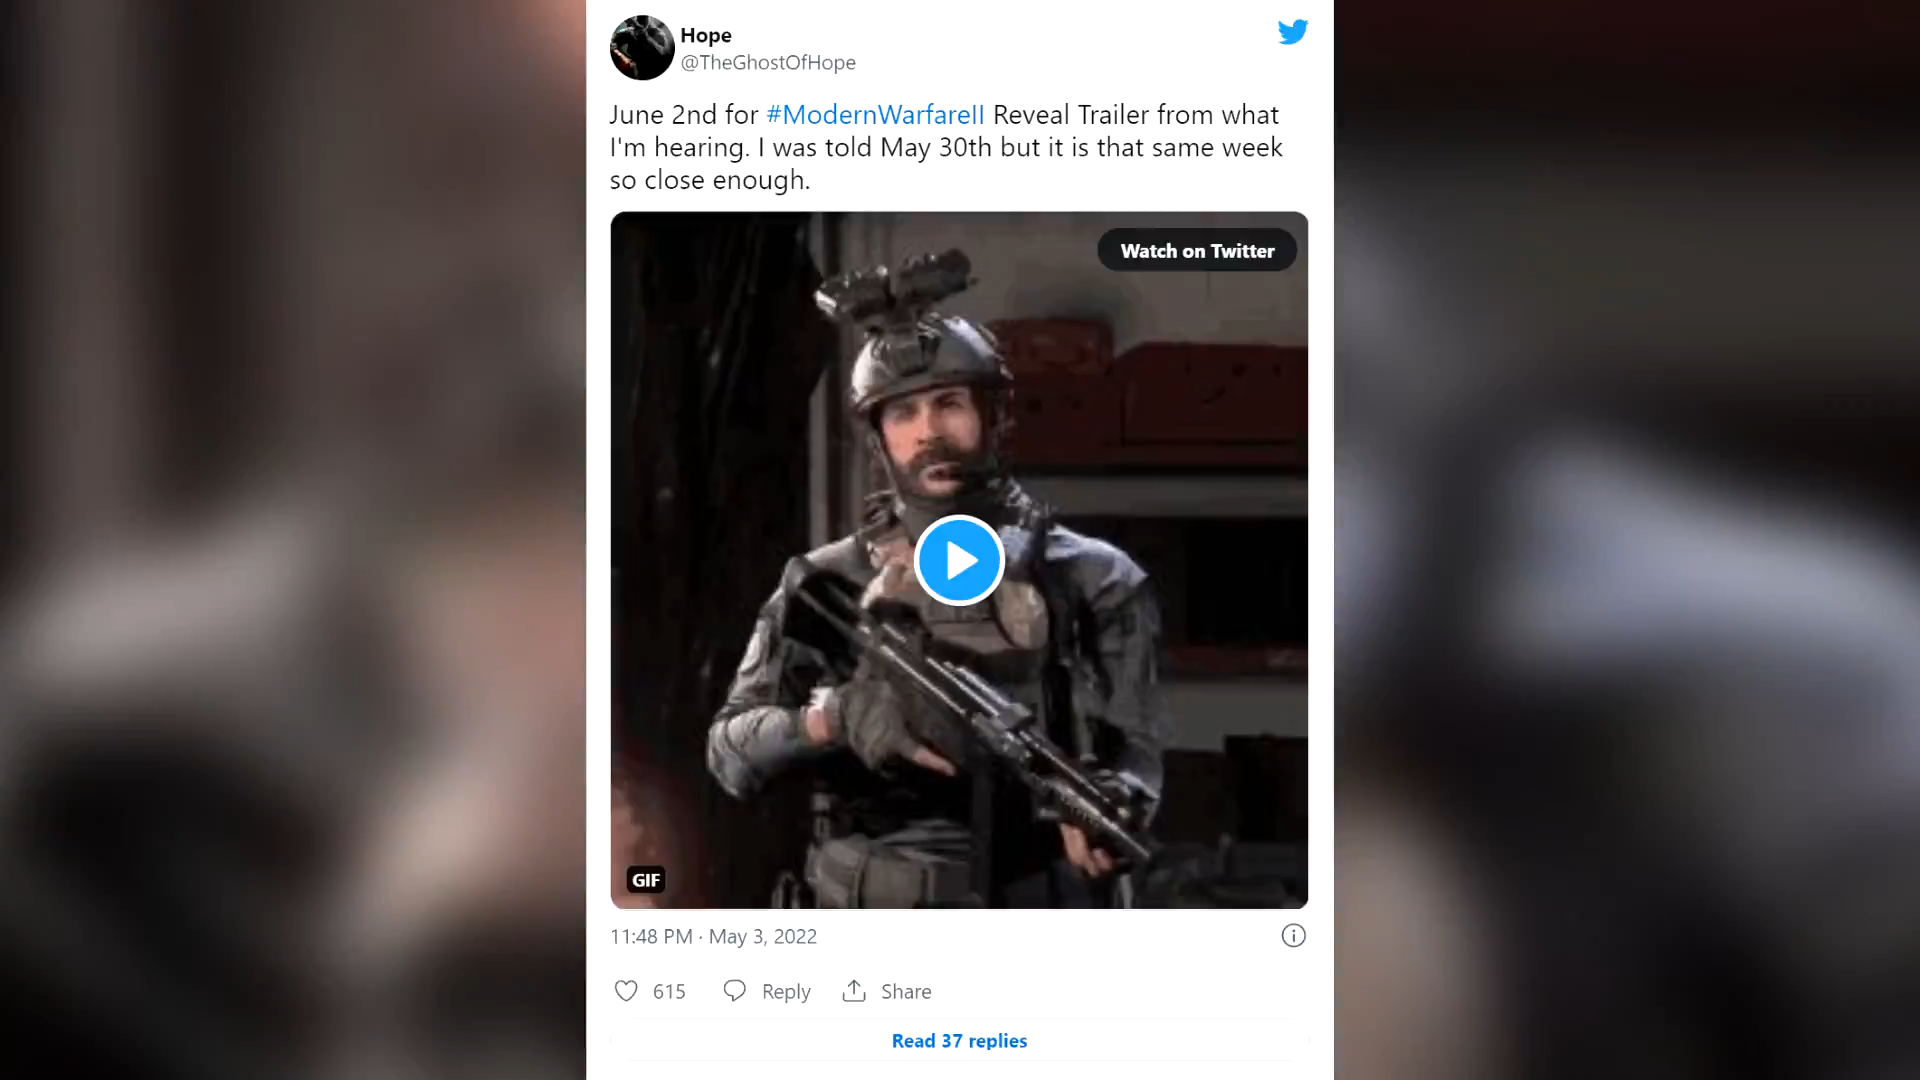 Hope
@TheGhostOfHope
June 2nd for #ModernWarfareII Reveal Trailer from what
I'm hearing. I was told May 30th but it is that same week
so close enough.
Watch on Twitter
GIF
11:48 PM · May 3, 2022
615 Reply Share
Read 37 replies